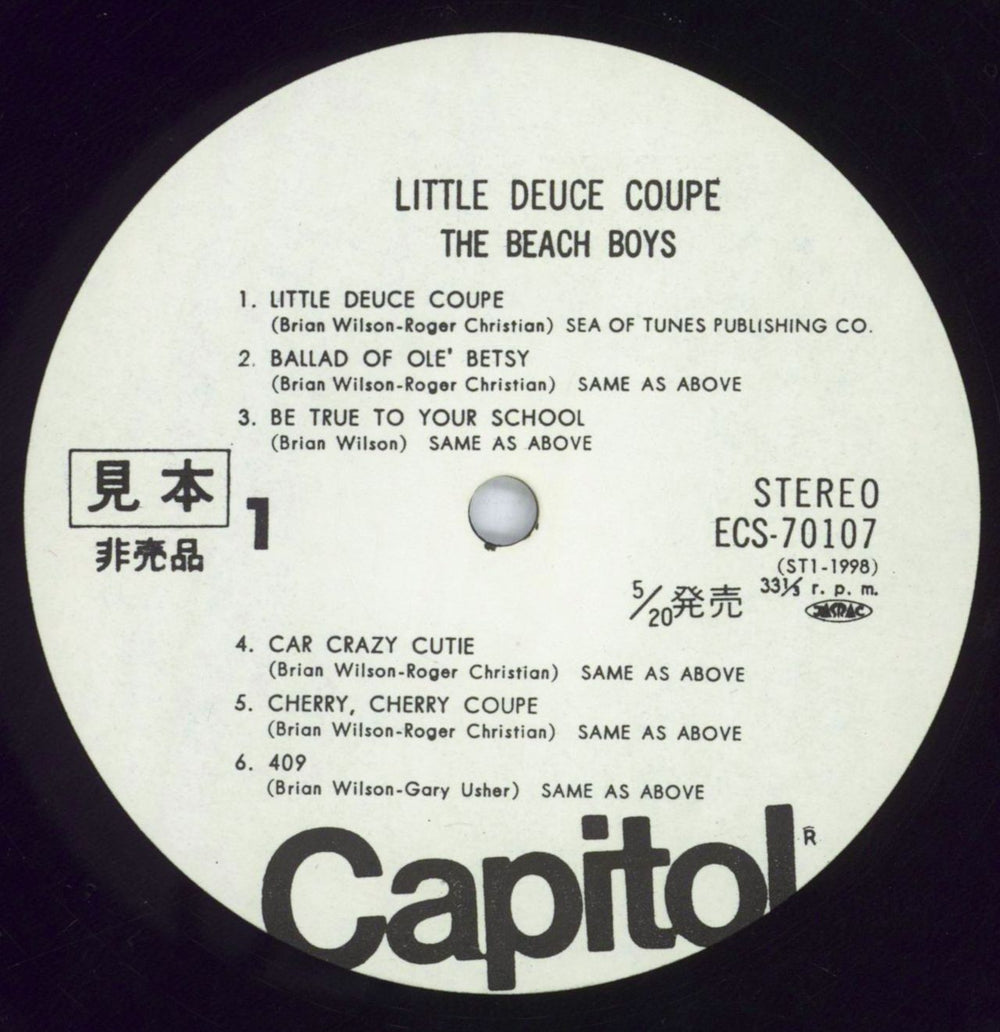 LITTLE DEUCE COUPE
THE BEACH BOYS
1. LITTLE DEUCE COUPE
(Brian Wilson-Roger Christian) SEA OF TUNES PUBLISHING CO.
2. BALLAD OF OLE' BETSY
(Brian Wilson-Roger Christian) SAME AS ABOVE
3. BE TRUE TO YOUR SCHOOL
(Brian Wilson) SAME AS ABOVE
見本
非売品
1
STEREO
ECS-70107
(ST1-1998)
33⅓ r. p. m.
5/20発売
JASRAC
4. CAR CRAZY CUTIE
(Brian Wilson-Roger Christian) SAME AS ABOVE
5. CHERRY, CHERRY COUPE
(Brian Wilson-Roger Christian) SAME AS ABOVE
6. 409
(Brian Wilson-Gary Usher) SAME AS ABOVE
Capitol®